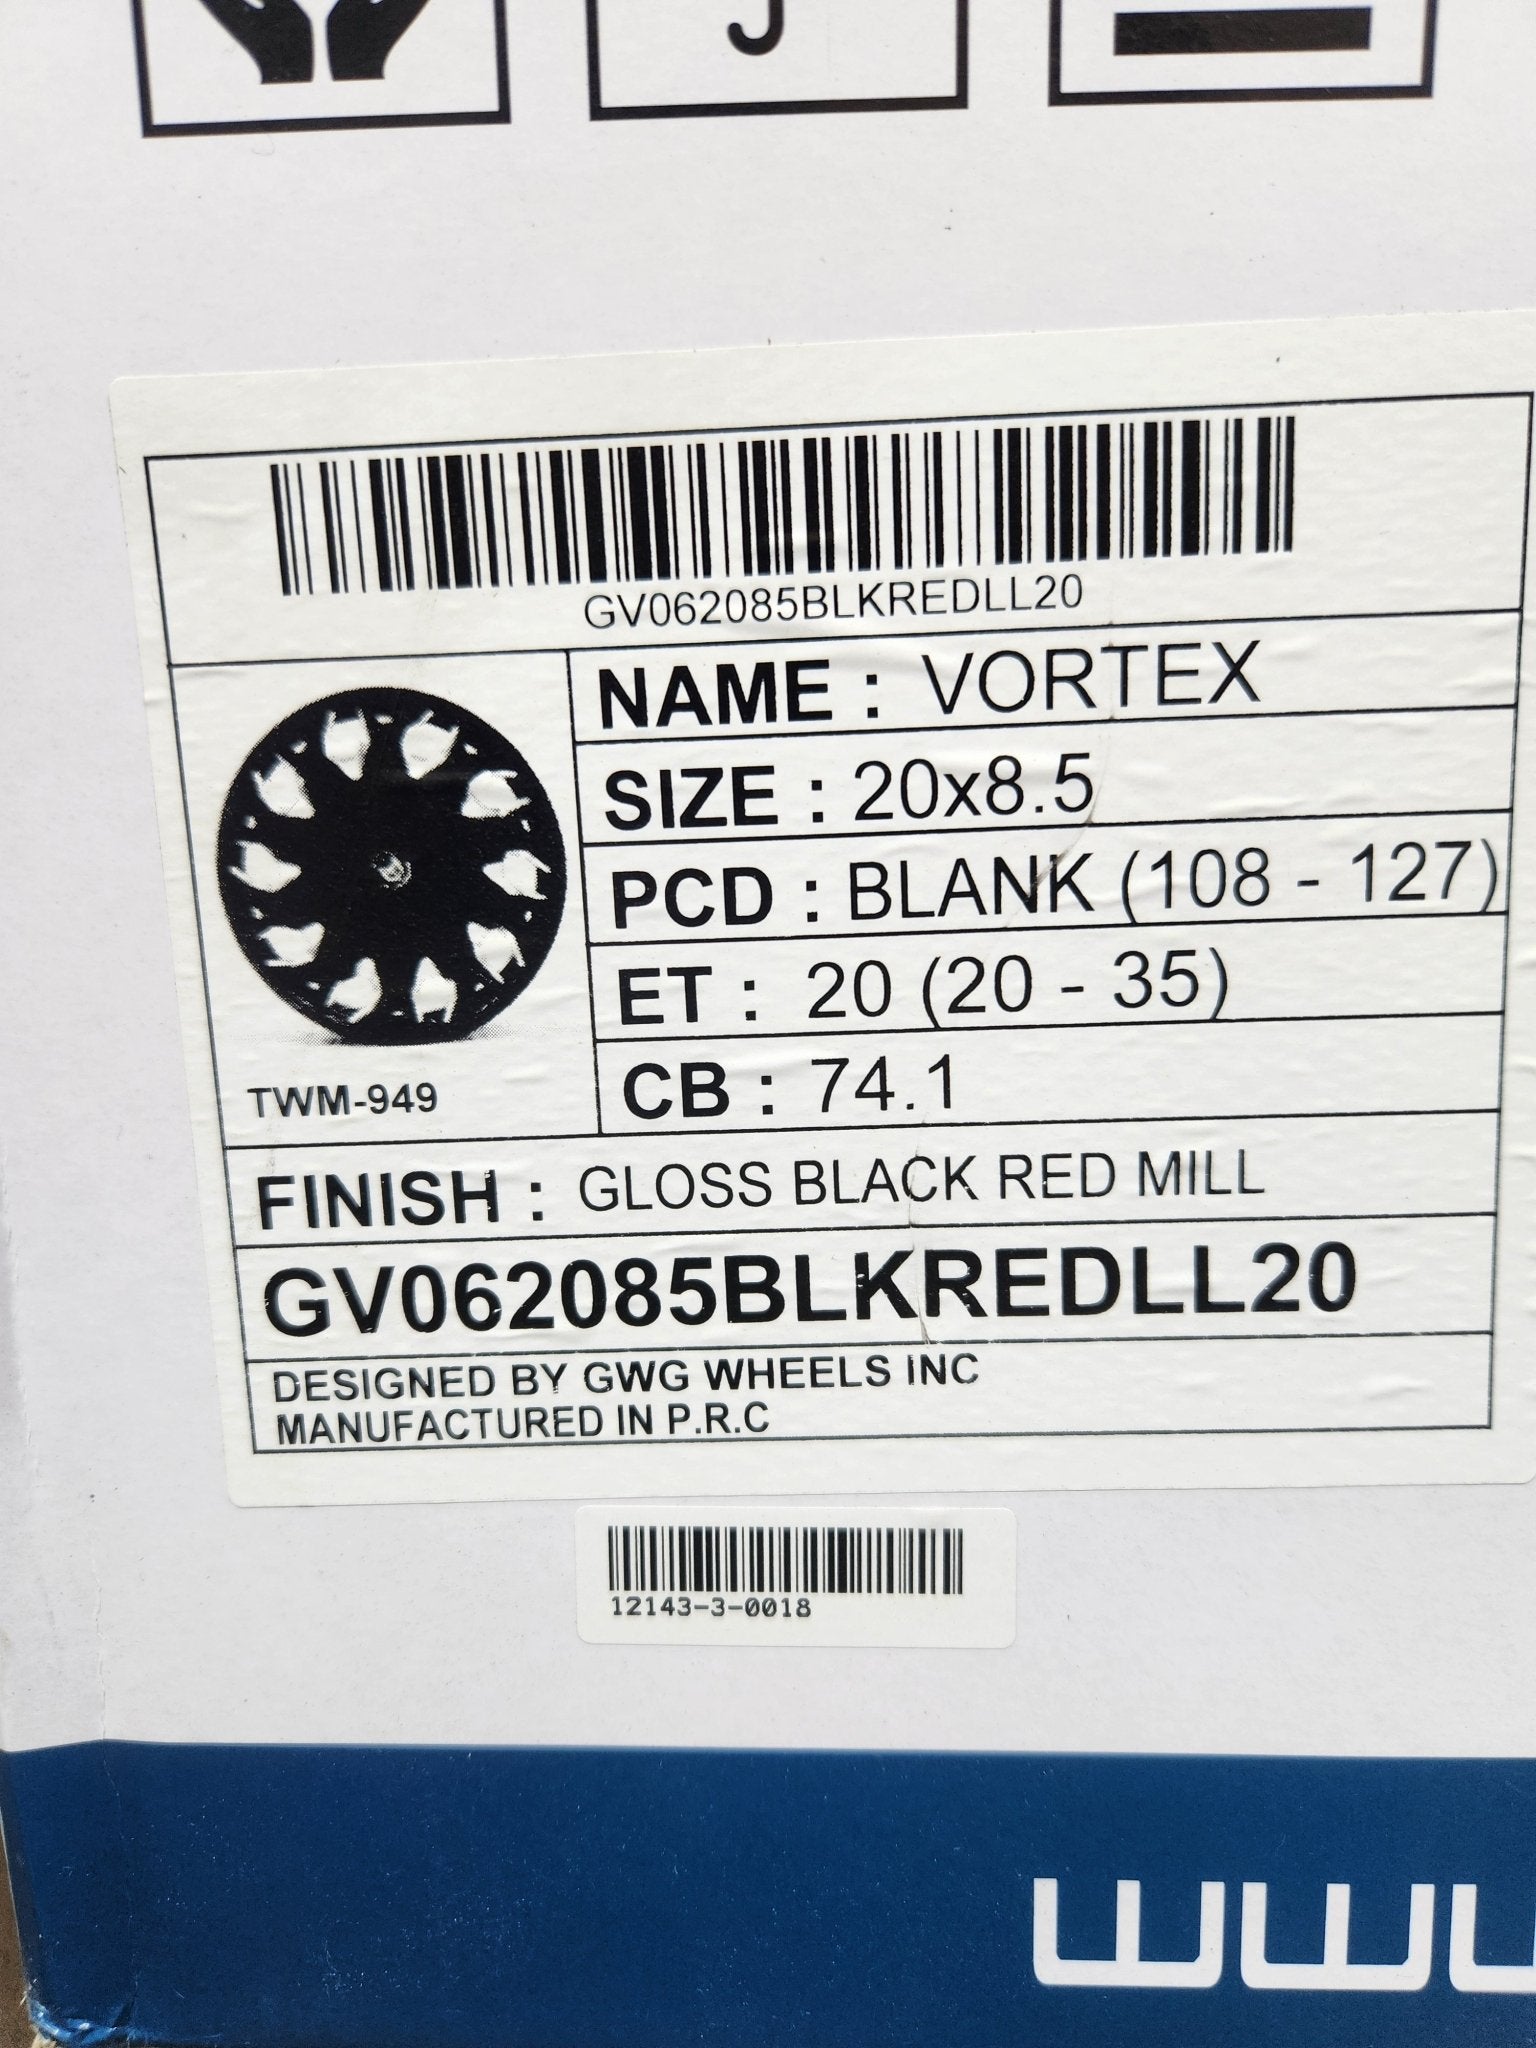 GV062085BLKREDLL20
NAME : VORTEX
SIZE : 20x8.5
PCD : BLANK (108 - 127)
ET : 20 (20 - 35)
CB : 74.1
TWM-949
FINISH : GLOSS BLACK RED MILL
GV062085BLKREDLL20
DESIGNED BY GWG WHEELS INC
MANUFACTURED IN P.R.C
12143-3-0018